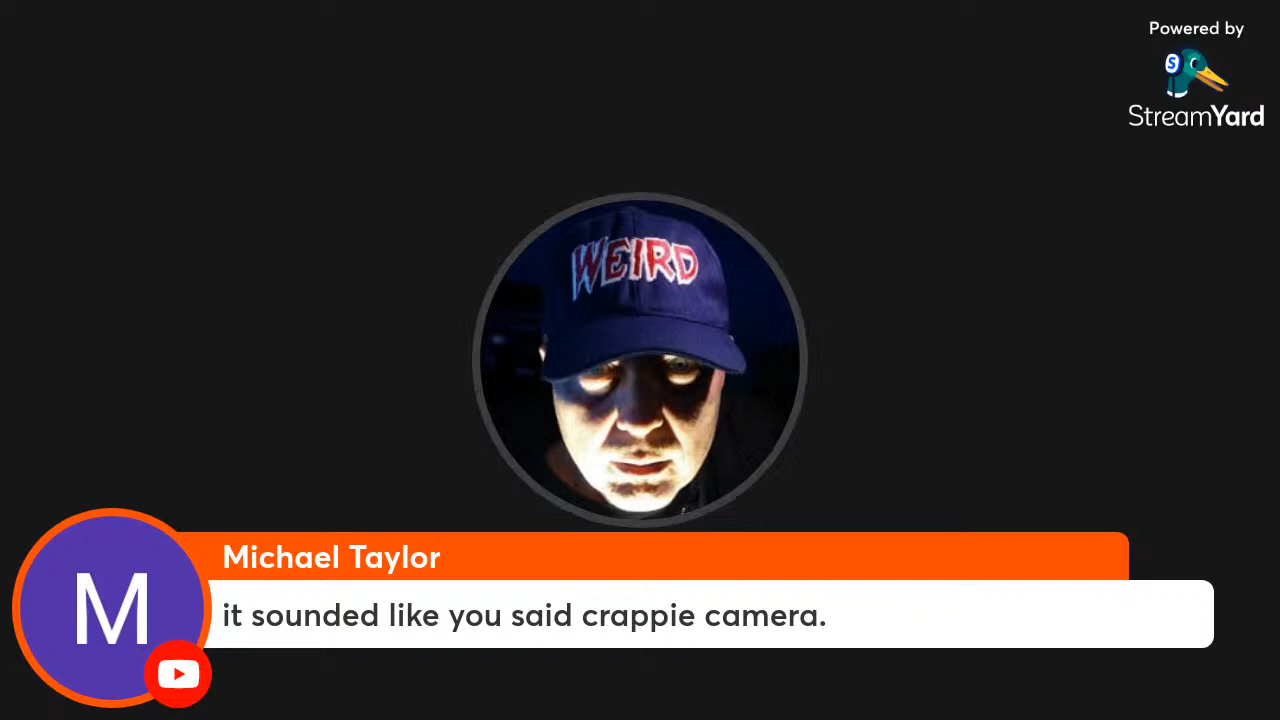 Powered by
S
StreamYard
WEIRD
Michael Taylor
M
it sounded like you said crappie camera.